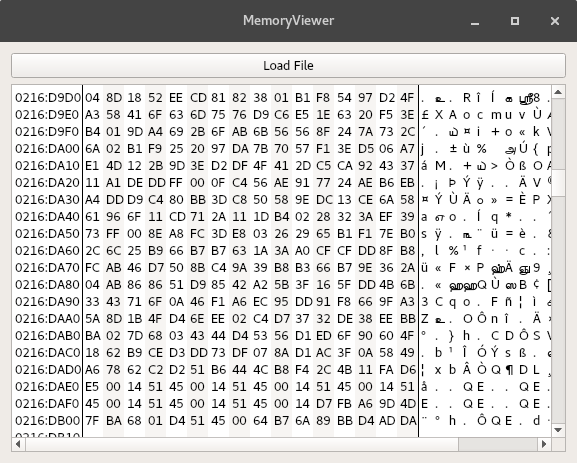 MemoryViewer
Load File
0216:D9D0 04 8D 18 52 EE CD 81 82 38 01 B1 F8 54 97 D2 4F
0216:D9E0 A3 58 41 6F 63 6D 75 76 D9 C6 E5 1E 63 20 F5 3E
0216:D9F0 B4 01 9D A4 69 2B 6F AB 6B 56 56 8F 24 7A 73 2C
0216:DA00 6A 02 B1 F9 25 20 97 DA 7B 70 57 F1 3E D5 06 A7
0216:DA10 E1 4D 12 2B 9D 3E D2 DF 4F 41 2D C5 CA 92 43 37
0216:DA20 11 A1 DE DD FF 00 0F C4 56 AE 91 77 24 AE B6 EB
0216:DA30 A4 DD D9 C4 80 BB 3D C8 50 58 9E DC 13 CE 6A 58
0216:DA40 61 96 6F 11 CD 71 2A 11 1D B4 02 28 32 3A EF 39
0216:DA50 73 FF 00 8E A8 FC 3D E8 03 26 29 65 B1 F1 7E B0
0216:DA60 2C 6C 25 B9 66 B7 B7 63 1A 3A A0 CF CF DD 8F B8
0216:DA70 FC AB 46 D7 50 8B C4 9A 39 B8 B3 66 B7 9E 36 2A
0216:DA80 04 AB 86 86 51 D9 85 42 A2 5B 3F 16 5F DD 4B 6B
0216:DA90 33 43 71 6F 0A 46 F1 A6 EC 95 DD 91 F8 66 9F A3
0216:DAA0 5A 8D 1B 4F D4 6E EE 02 C4 D7 37 32 DE 38 EE BB
0216:DAB0 BA 02 7D 68 03 43 44 D4 53 56 D1 ED 6F 90 60 4F
0216:DAC0 18 62 B9 CE D3 DD 73 DF 07 8A D1 AC 3F 0A 58 49
0216:DAD0 A6 78 62 C2 D2 51 B6 44 4C B8 F4 2C 4B 11 FA D6
0216:DAE0 E5 00 14 51 45 00 14 51 45 00 14 51 45 00 14 51
0216:DAF0 45 00 14 51 45 00 14 51 45 00 14 D7 FB A6 9D 4D
0216:DB00 7F BA 68 01 D4 51 45 00 64 B7 6A 89 BB D4 AD DA